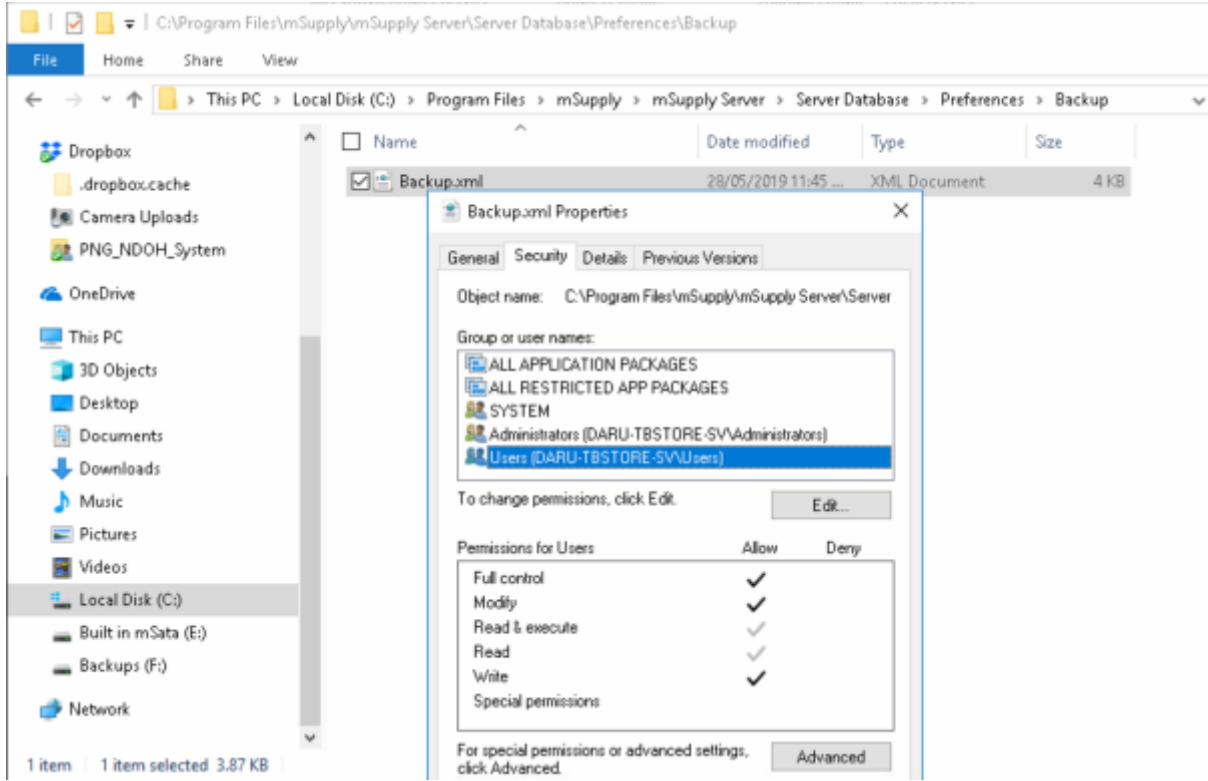 C:\Program Files\mSupply\mSupply Server\Server Database\Preferences\Backup
File Home Share View
This PC > Local Disk (C:) > Program Files > mSupply > mSupply Server > Server Database > Preferences > Backup
Name Date modified Type Size
Backup.xml 28/05/2019 11:45 ... XML Document 4 KB
Dropbox
.dropbox.cache
Camera Uploads
PNG_NDOH_System
OneDrive
This PC
3D Objects
Desktop
Documents
Downloads
Music
Pictures
Videos
Local Disk (C:)
Built in mSata (E:)
Backups (F:)
Network
1 item 1 item selected 3.87 KB
Backup.xml Properties
General Security Details Previous Versions
Object name: C:\Program Files\mSupply\mSupply Server\Server
Group or user names:
ALL APPLICATION PACKAGES
ALL RESTRICTED APP PACKAGES
SYSTEM
Administrators (DARU-TBSTORE-SV\Administrators)
Users (DARU-TBSTORE-SV\Users)
To change permissions, click Edit.
Edit...
Permissions for Users Allow Deny
Full control
Modify
Read & execute
Read
Write
Special permissions
For special permissions or advanced settings,
click Advanced.
Advanced